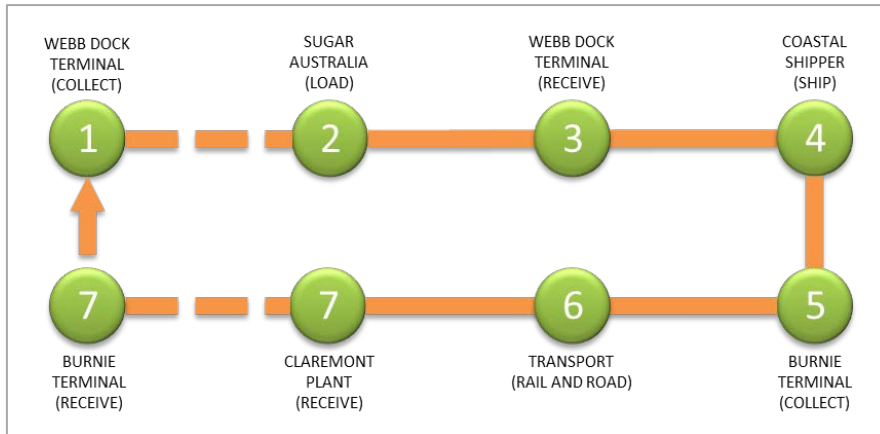 WEBB DOCK
TERMINAL
(COLLECT)
SUGAR
AUSTRALIA
(LOAD)
WEBB DOCK
TERMINAL
(RECEIVE)
COASTAL
SHIPPER
(SHIP)
1
2
3
4
7
7
6
5
BURNIE
TERMINAL
(RECEIVE)
CLAREMONT
PLANT
(RECEIVE)
TRANSPORT
(RAIL AND ROAD)
BURNIE
TERMINAL
(COLLECT)